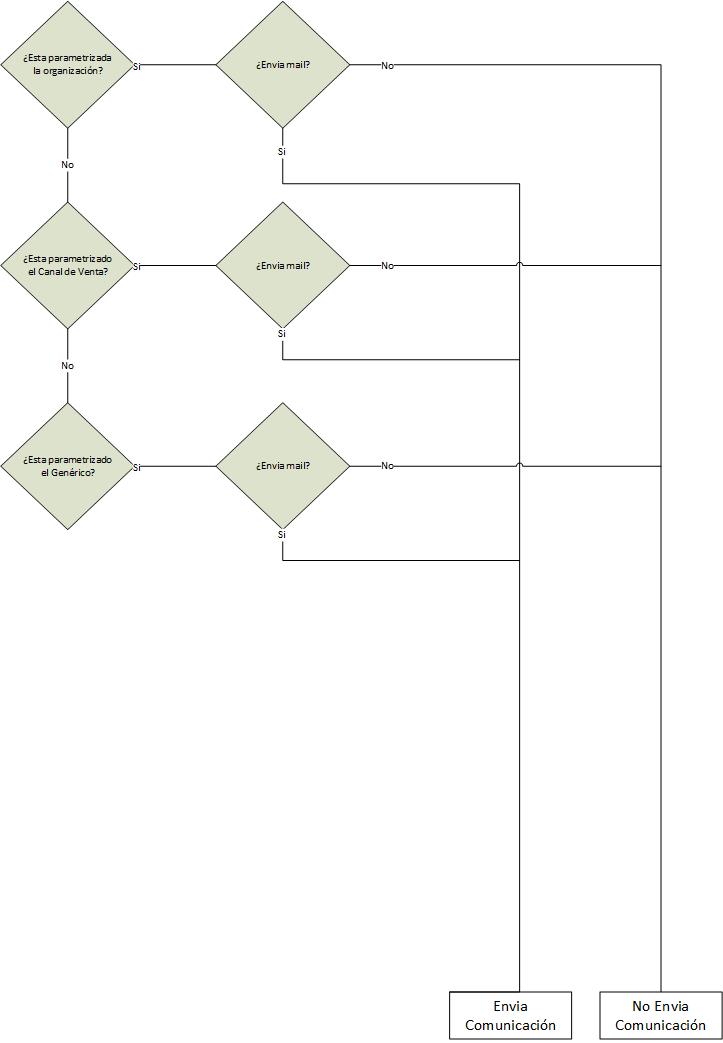 ¿Esta parametrizada
la organización?
Si
¿Envia mail?
No
Si
No
¿Esta parametrizado
el Canal de Venta?
Si
¿Envia mail?
No
Si
No
¿Esta parametrizado
el Genérico?
Si
¿Envia mail?
No
Si
Envia
Comunicación
No Envia
Comunicación